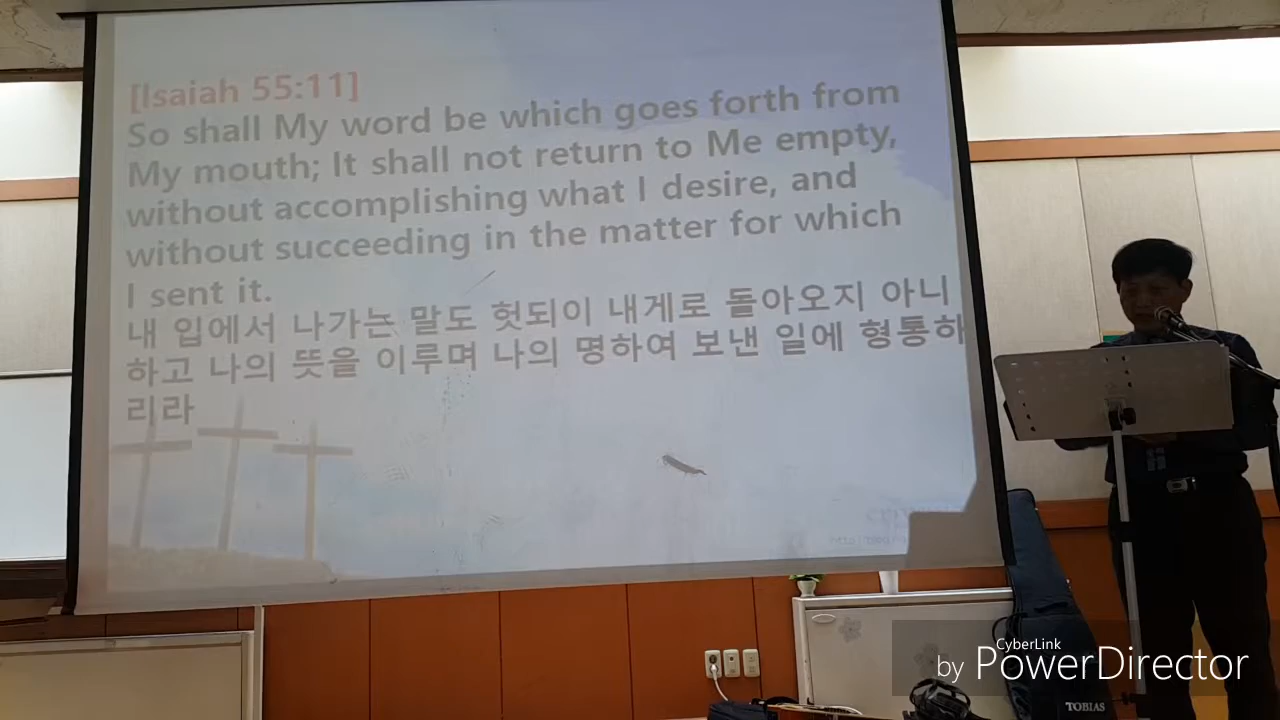 [Isaiah 55:11]
So shall My word be which goes forth from
My mouth; It shall not return to Me empty,
without accomplishing what I desire, and
without succeeding in the matter for which
I sent it.
내 입에서 나가는 말도 헛되이 내게로 돌아오지 아니
하고 나의 뜻을 이루며 나의 명하여 보낸 일에 형통하
리라
CyberLink
by PowerDirector
TOBIAS